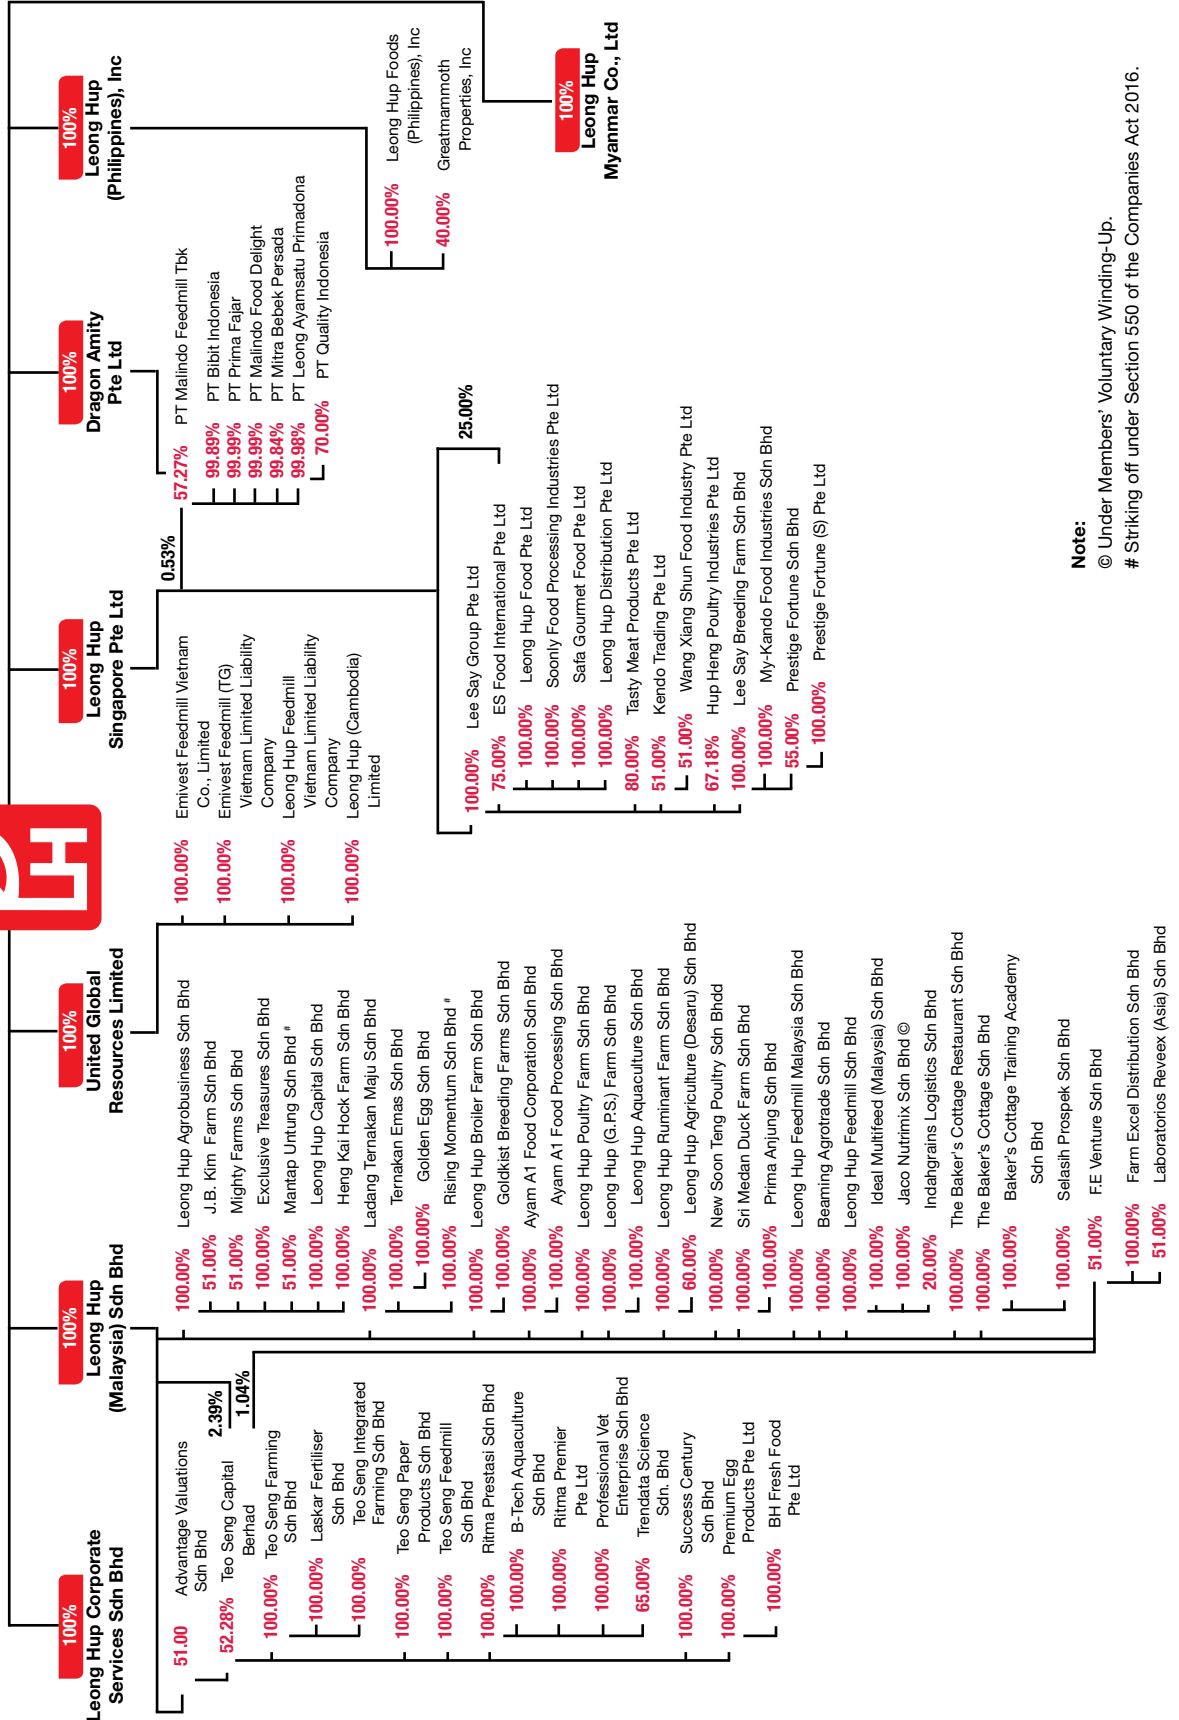 100%
Leong Hup Corporate
Services Sdn Bhd
100%
Leong Hup
(Malaysia) Sdn Bhd
100%
United Global
Resources Limited
LH
100%
Leong Hup
Singapore Pte Ltd
100%
Dragon Amity
Pte Ltd
100%
Leong Hup
(Philippines), Inc
51.00 Advantage Valuations
Sdn Bhd
2.39%
52.28% Teo Seng Capital
Berhad
1.04%
100.00% Teo Seng Farming
Sdn Bhd
100.00% Laskar Fertiliser
Sdn Bhd
100.00% Teo Seng Integrated
Farming Sdn Bhd
100.00% Teo Seng Paper
Products Sdn Bhd
100.00% Teo Seng Feedmill
Sdn Bhd
100.00% Ritma Prestasi Sdn Bhd
100.00% B-Tech Aquaculture
Sdn Bhd
100.00% Ritma Premier
Pte Ltd
100.00% Professional Vet
Enterprise Sdn Bhd
65.00% Trendata Science
Sdn. Bhd
100.00% Success Century
Sdn Bhd
100.00% Premium Egg
Products Pte Ltd
100.00% BH Fresh Food
Pte Ltd
100.00% Leong Hup Agrobusiness Sdn Bhd
51.00% J.B. Kim Farm Sdn Bhd
51.00% Mighty Farms Sdn Bhd
100.00% Exclusive Treasures Sdn Bhd
51.00% Mantap Untung Sdn Bhd #
100.00% Leong Hup Capital Sdn Bhd
100.00% Heng Kai Hock Farm Sdn Bhd
100.00% Ladang Ternakan Maju Sdn Bhd
100.00% Ternakan Emas Sdn Bhd
100.00% Golden Egg Sdn Bhd
100.00% Rising Momentum Sdn Bhd #
100.00% Leong Hup Broiler Farm Sdn Bhd
100.00% Goldkist Breeding Farms Sdn Bhd
100.00% Ayam A1 Food Corporation Sdn Bhd
100.00% Ayam A1 Food Processing Sdn Bhd
100.00% Leong Hup Poultry Farm Sdn Bhd
100.00% Leong Hup (G.P.S.) Farm Sdn Bhd
100.00% Leong Hup Aquaculture Sdn Bhd
100.00% Leong Hup Ruminant Farm Sdn Bhd
60.00% Leong Hup Agriculture (Desaru) Sdn Bhd
100.00% New Soon Teng Poultry Sdn Bhdd
100.00% Sri Medan Duck Farm Sdn Bhd
100.00% Prima Anjung Sdn Bhd
100.00% Leong Hup Feedmill Malaysia Sdn Bhd
100.00% Beaming Agrotrade Sdn Bhd
100.00% Leong Hup Feedmill Sdn Bhd
100.00% Ideal Multifeed (Malaysia) Sdn Bhd
100.00% Jaco Nutrimix Sdn Bhd ©
20.00% Indahgrains Logistics Sdn Bhd
100.00% The Baker's Cottage Restaurant Sdn Bhd
100.00% The Baker's Cottage Sdn Bhd
100.00% Baker's Cottage Training Academy
Sdn Bhd
100.00% Selasih Prospek Sdn Bhd
51.00% F.E Venture Sdn Bhd
100.00% Farm Excel Distribution Sdn Bhd
51.00% Laboratorios Reveex (Asia) Sdn Bhd
100.00% Emivest Feedmill Vietnam
Co., Limited
100.00% Emivest Feedmill (TG)
Vietnam Limited Liability
Company
100.00% Leong Hup Feedmill
Vietnam Limited Liability
Company
100.00% Leong Hup (Cambodia)
Limited
0.53%
25.00%
100.00% Lee Say Group Pte Ltd
75.00% ES Food International Pte Ltd
100.00% Leong Hup Food Pte Ltd
100.00% Soonly Food Processing Industries Pte Ltd
100.00% Safa Gourmet Food Pte Ltd
100.00% Leong Hup Distribution Pte Ltd
80.00% Tasty Meat Products Pte Ltd
51.00% Kendo Trading Pte Ltd
51.00% Wang Xiang Shun Food Industry Pte Ltd
67.18% Hup Heng Poultry Industries Pte Ltd
100.00% Lee Say Breeding Farm Sdn Bhd
100.00% My-Kando Food Industries Sdn Bhd
55.00% Prestige Fortune Sdn Bhd
100.00% Prestige Fortune (S) Pte Ltd
57.27% PT Malindo Feedmill Tbk
99.89% PT Bibit Indonesia
99.99% PT Prima Fajar
99.99% PT Malindo Food Delight
99.84% PT Mitra Bebek Persada
99.98% PT Leong Ayamsatu Primadona
70.00% PT Quality Indonesia
100.00% Leong Hup Foods
(Philippines), Inc
40.00% Greatmammoth
Properties, Inc
100%
Leong Hup
Myanmar Co., Ltd
Note:
© Under Members' Voluntary Winding-Up.
# Striking off under Section 550 of the Companies Act 2016.